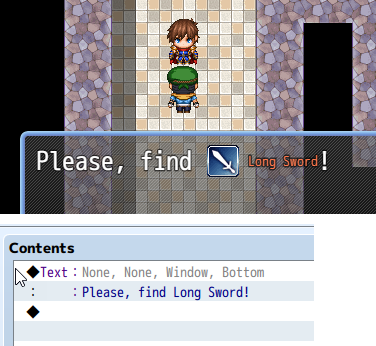 Please, find Long Sword!
Contents
◆Text : None, None, Window, Bottom
:     : Please, find Long Sword!
◆